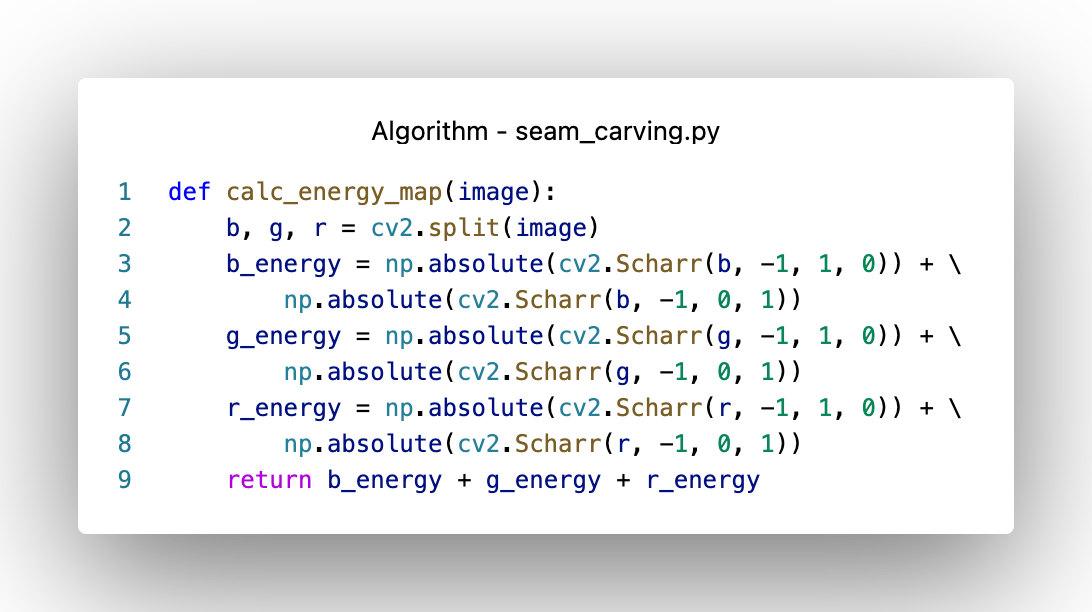 Algorithm - seam_carving.py
1 def calc_energy_map(image):
2     b, g, r = cv2.split(image)
3     b_energy = np.absolute(cv2.Scharr(b, -1, 1, 0)) + \
4         np.absolute(cv2.Scharr(b, -1, 0, 1))
5     g_energy = np.absolute(cv2.Scharr(g, -1, 1, 0)) + \
6         np.absolute(cv2.Scharr(g, -1, 0, 1))
7     r_energy = np.absolute(cv2.Scharr(r, -1, 1, 0)) + \
8         np.absolute(cv2.Scharr(r, -1, 0, 1))
9     return b_energy + g_energy + r_energy